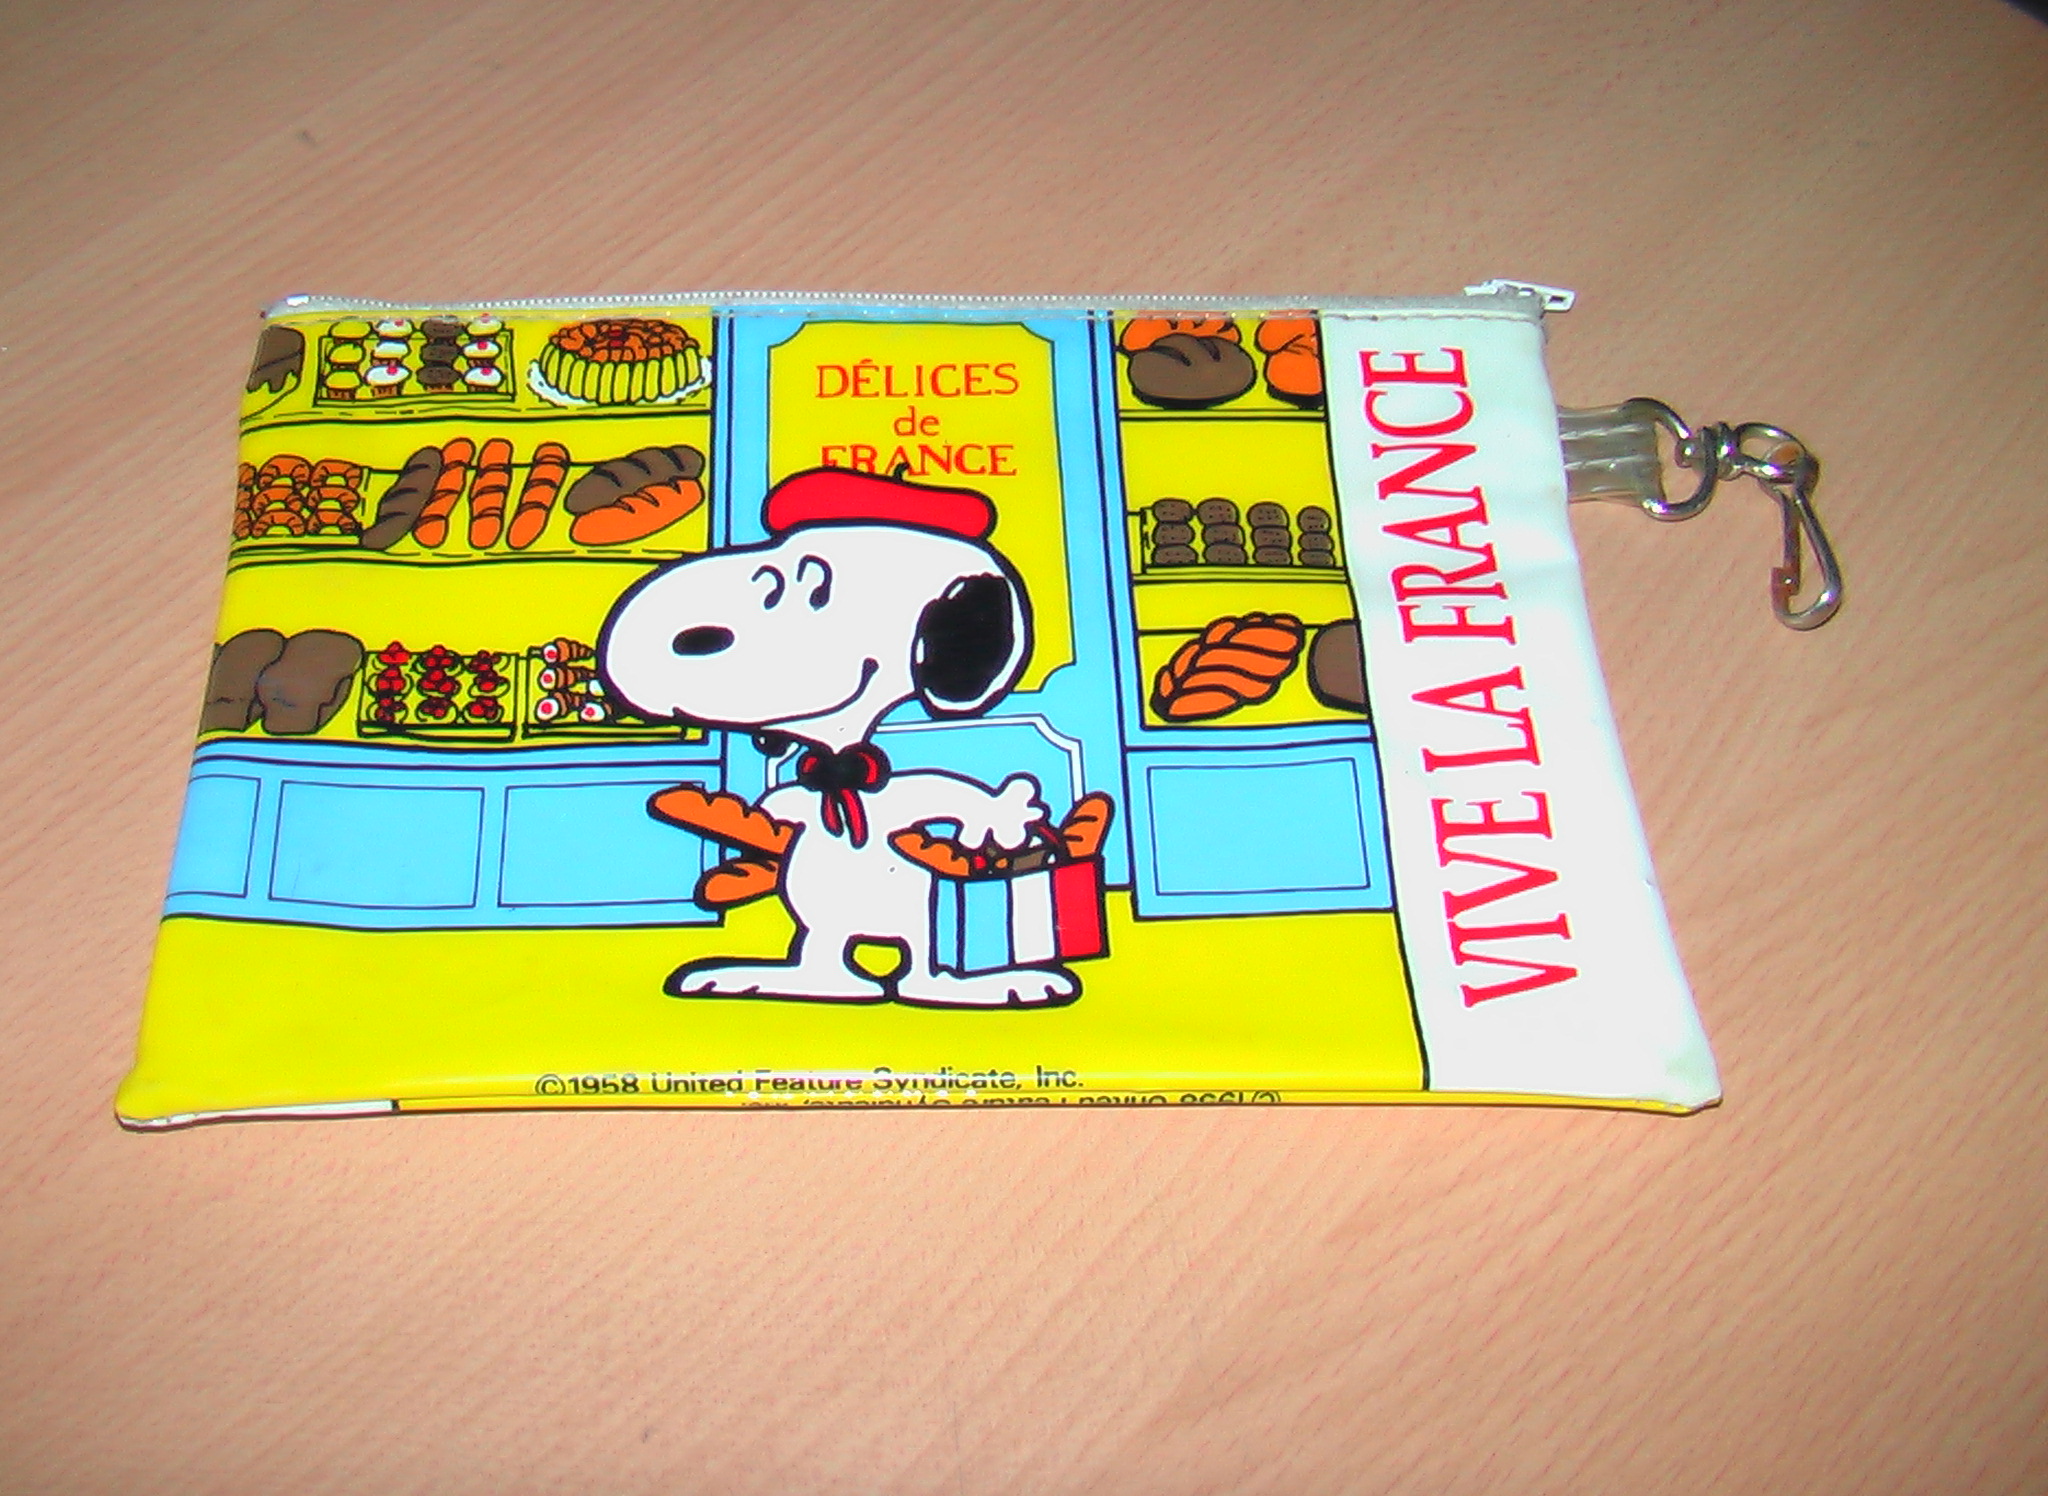 DÉLICES
de
FRANCE
VIVE LA FRANCE
©1958 United Feature Syndicate, Inc.